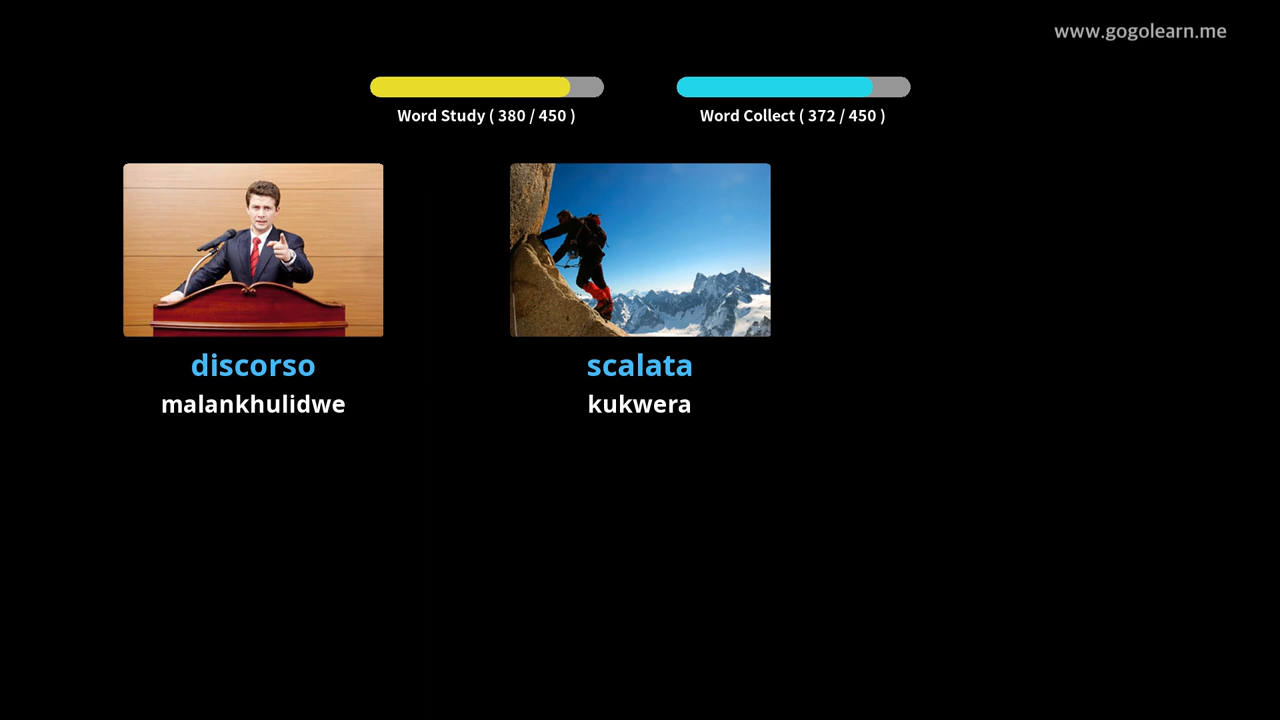 www.gogolearn.me
Word Study ( 380 / 450 )
Word Collect ( 372 / 450 )
discorso
malankhulidwe
scalata
kukwera